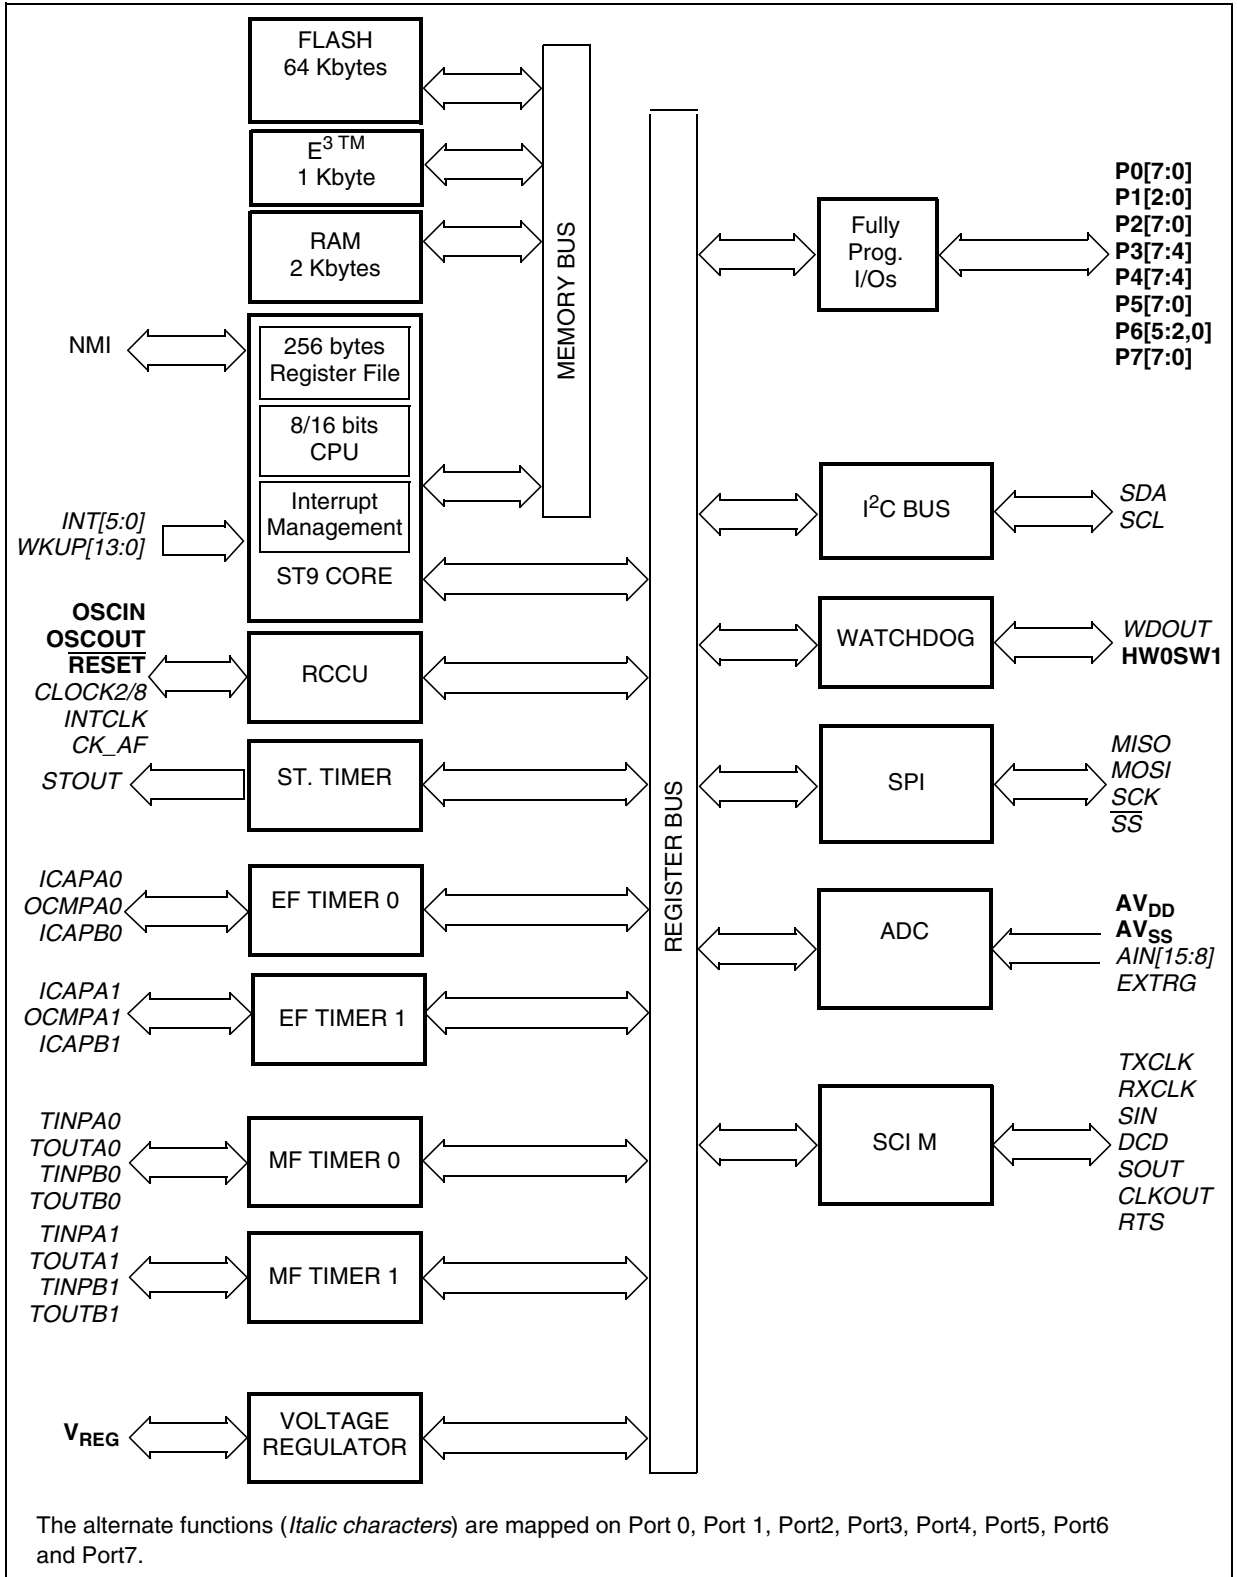 FLASH
64 Kbytes
E3 TM
1 Kbyte
RAM
2 Kbytes
NMI
256 bytes
Register File
8/16 bits
CPU
Interrupt
Management
ST9 CORE
INT[5:0]
WKUP[13:0]
OSCIN
OSCOUT
RESET
CLOCK2/8
INTCLK
CK_AF
RCCU
STOUT
ST. TIMER
ICAPA0
OCMPA0
ICAPB0
EF TIMER 0
ICAPA1
OCMPA1
ICAPB1
EF TIMER 1
TINPA0
TOUTA0
TINPB0
TOUTB0
MF TIMER 0
TINPA1
TOUTA1
TINPB1
TOUTB1
MF TIMER 1
VREG
VOLTAGE
REGULATOR
MEMORY BUS
REGISTER BUS
Fully
Prog.
I/Os
P0[7:0]
P1[2:0]
P2[7:0]
P3[7:4]
P4[7:4]
P5[7:0]
P6[5:2,0]
P7[7:0]
I2C BUS
SDA
SCL
WATCHDOG
WDOUT
HW0SW1
SPI
MISO
MOSI
SCK
SS
ADC
AVDD
AVSS
AIN[15:8]
EXTRG
SCI M
TXCLK
RXCLK
SIN
DCD
SOUT
CLKOUT
RTS
The alternate functions (Italic characters) are mapped on Port 0, Port 1, Port2, Port3, Port4, Port5, Port6
and Port7.